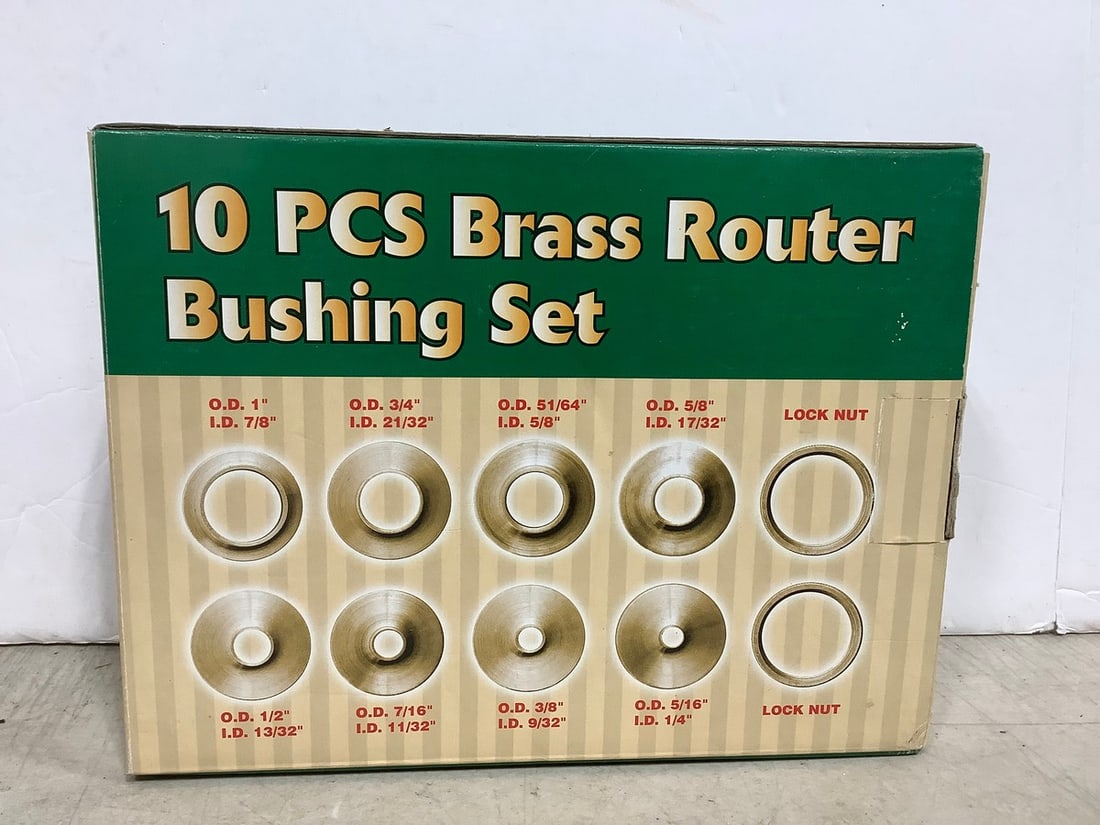 10 PCS Brass Router
Bushing Set
O.D. 1"
I.D. 7/8"
O.D. 3/4"
I.D. 21/32"
O.D. 51/64"
I.D. 5/8"
O.D. 5/8"
I.D. 17/32"
LOCK NUT
O.D. 1/2"
I.D. 13/32"
O.D. 7/16"
I.D. 11/32"
O.D. 3/8"
I.D. 9/32"
O.D. 5/16"
I.D. 1/4"
LOCK NUT